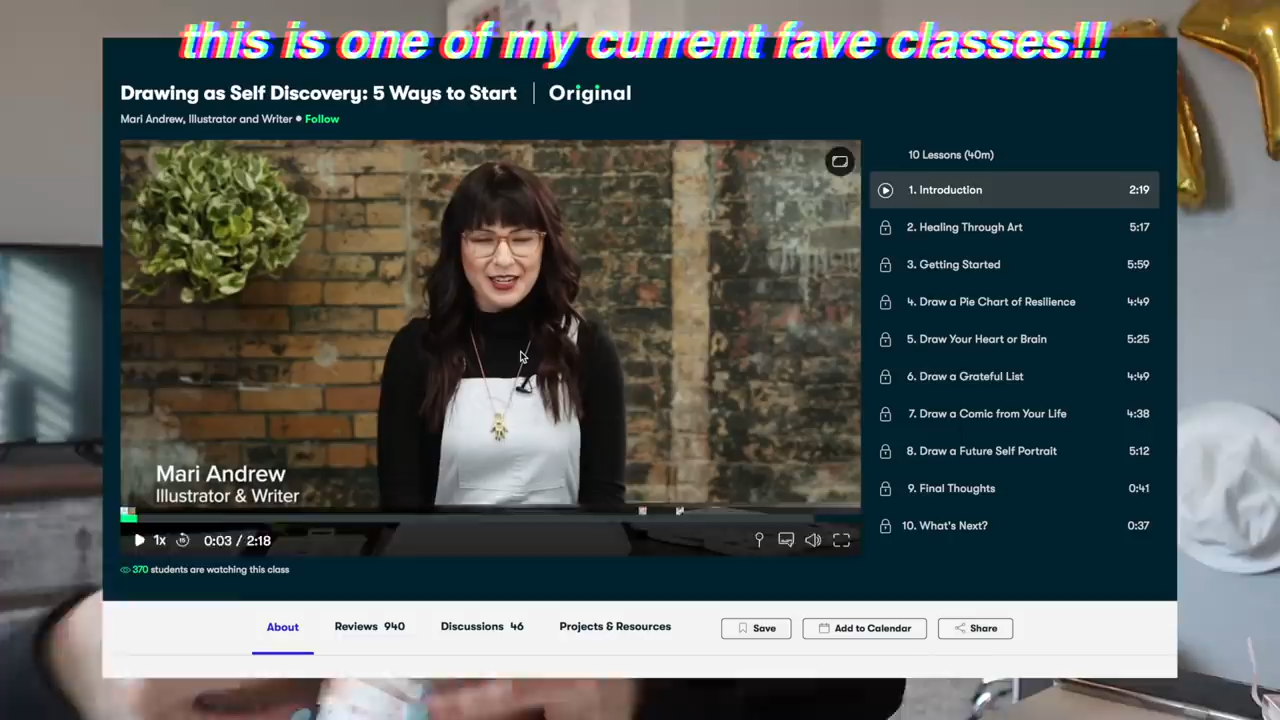 this is one of my current fave classes!!
Drawing as Self Discovery: 5 Ways to Start | Original
Mari Andrew, Illustrator and Writer • Follow
10 Lessons (40m)
1. Introduction 2:19
2. Healing Through Art 5:17
3. Getting Started 5:59
4. Draw a Pie Chart of Resilience 4:49
5. Draw Your Heart or Brain 5:25
6. Draw a Grateful List 4:49
7. Draw a Comic from Your Life 4:38
8. Draw a Future Self Portrait 5:12
9. Final Thoughts 0:41
10. What's Next? 0:37
Mari Andrew
Illustrator & Writer
1x 0:03 / 2:18
370 students are watching this class
About Reviews 940 Discussions 46 Projects & Resources Save Add to Calendar Share